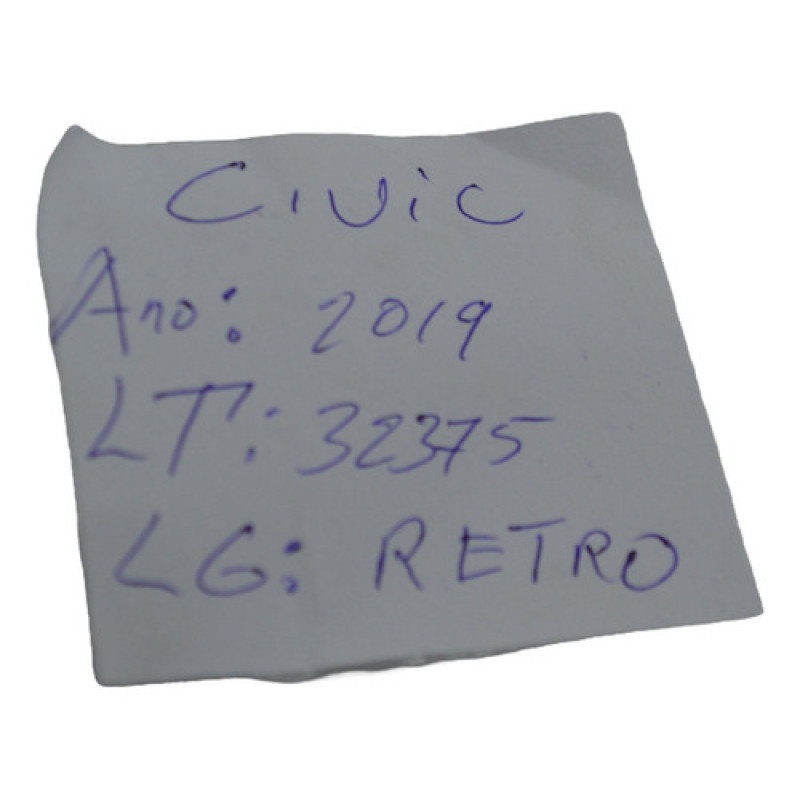 Civic
Ano: 2019
LT: 32375
LG: RETRO